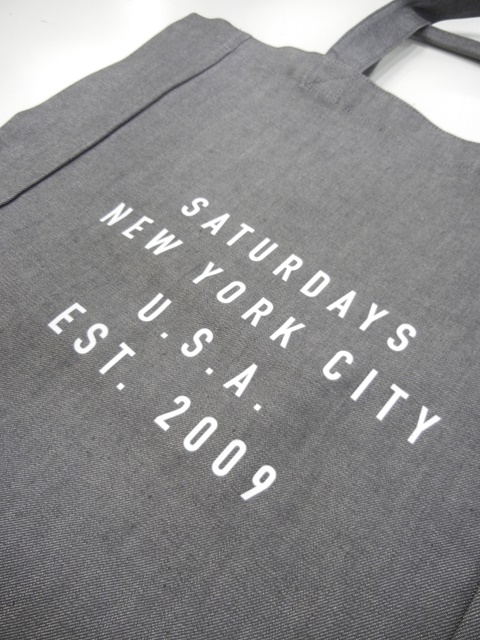 SATURDAYS
NEW YORK CITY
U.S.A.
EST. 2009